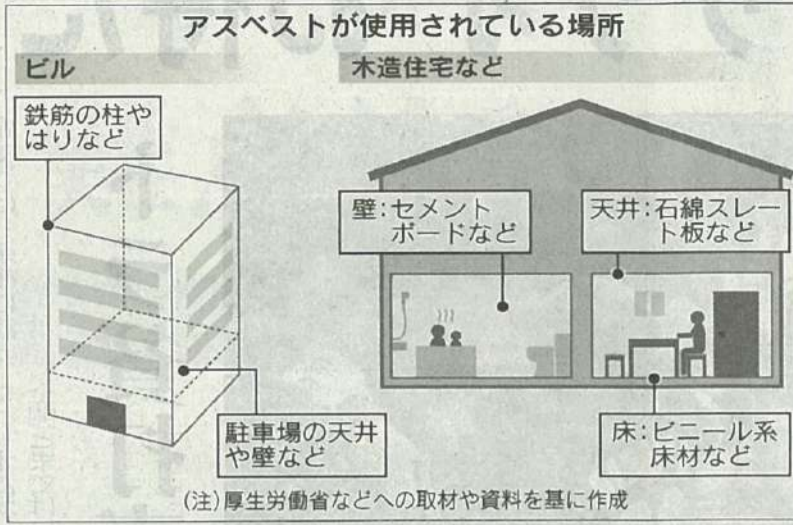 アスベストが使用されている場所
ビル
木造住宅など
鉄筋の柱や
はりなど
壁:セメント
ボードなど
天井:石綿スレー
ト板など
駐車場の天井
や壁など
床:ビニール系
床材など
(注)厚生労働省などへの取材や資料を基に作成